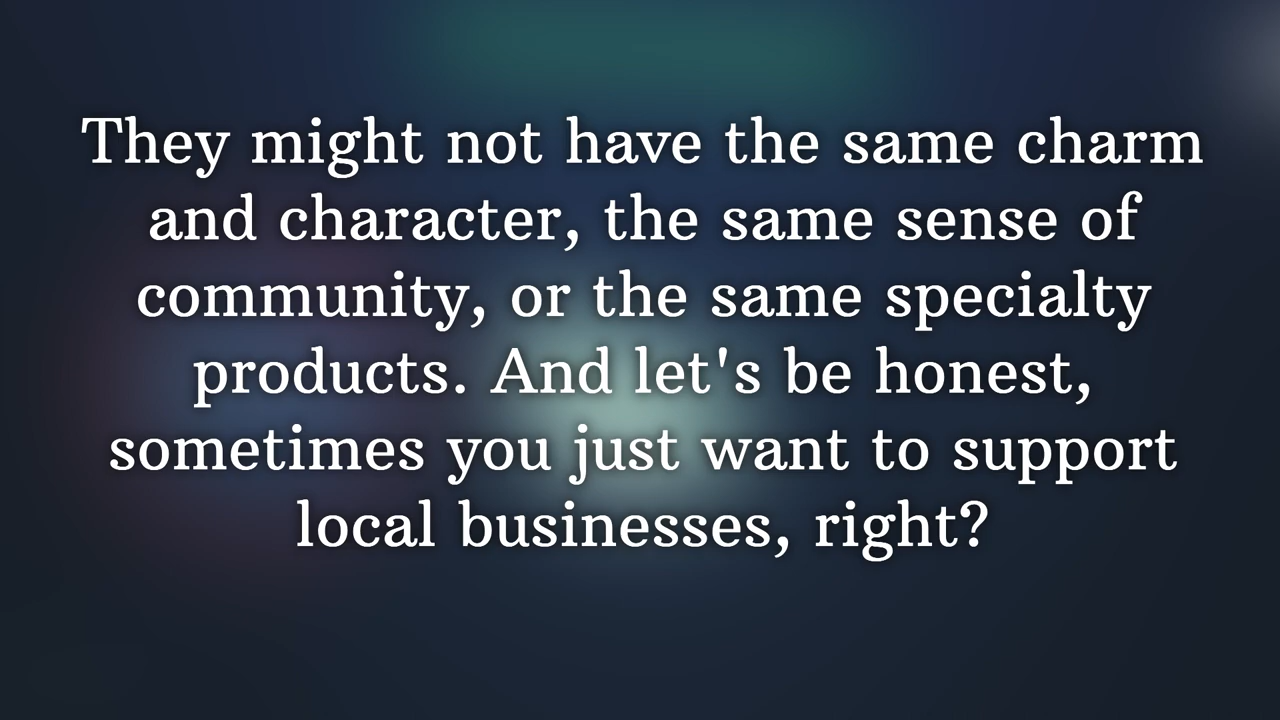 They might not have the same charm
and character, the same sense of
community, or the same specialty
products. And let's be honest,
sometimes you just want to support
local businesses, right?